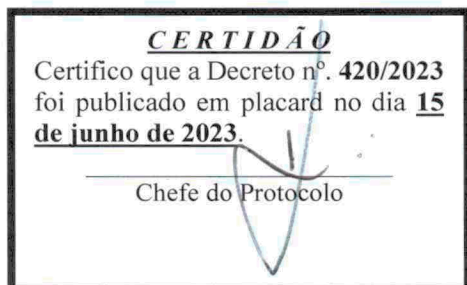 CERTIDÃO
Certifico que a Decreto nº. 420/2023
foi publicado em placard no dia 15
de junho de 2023.
Chefe do Protocolo